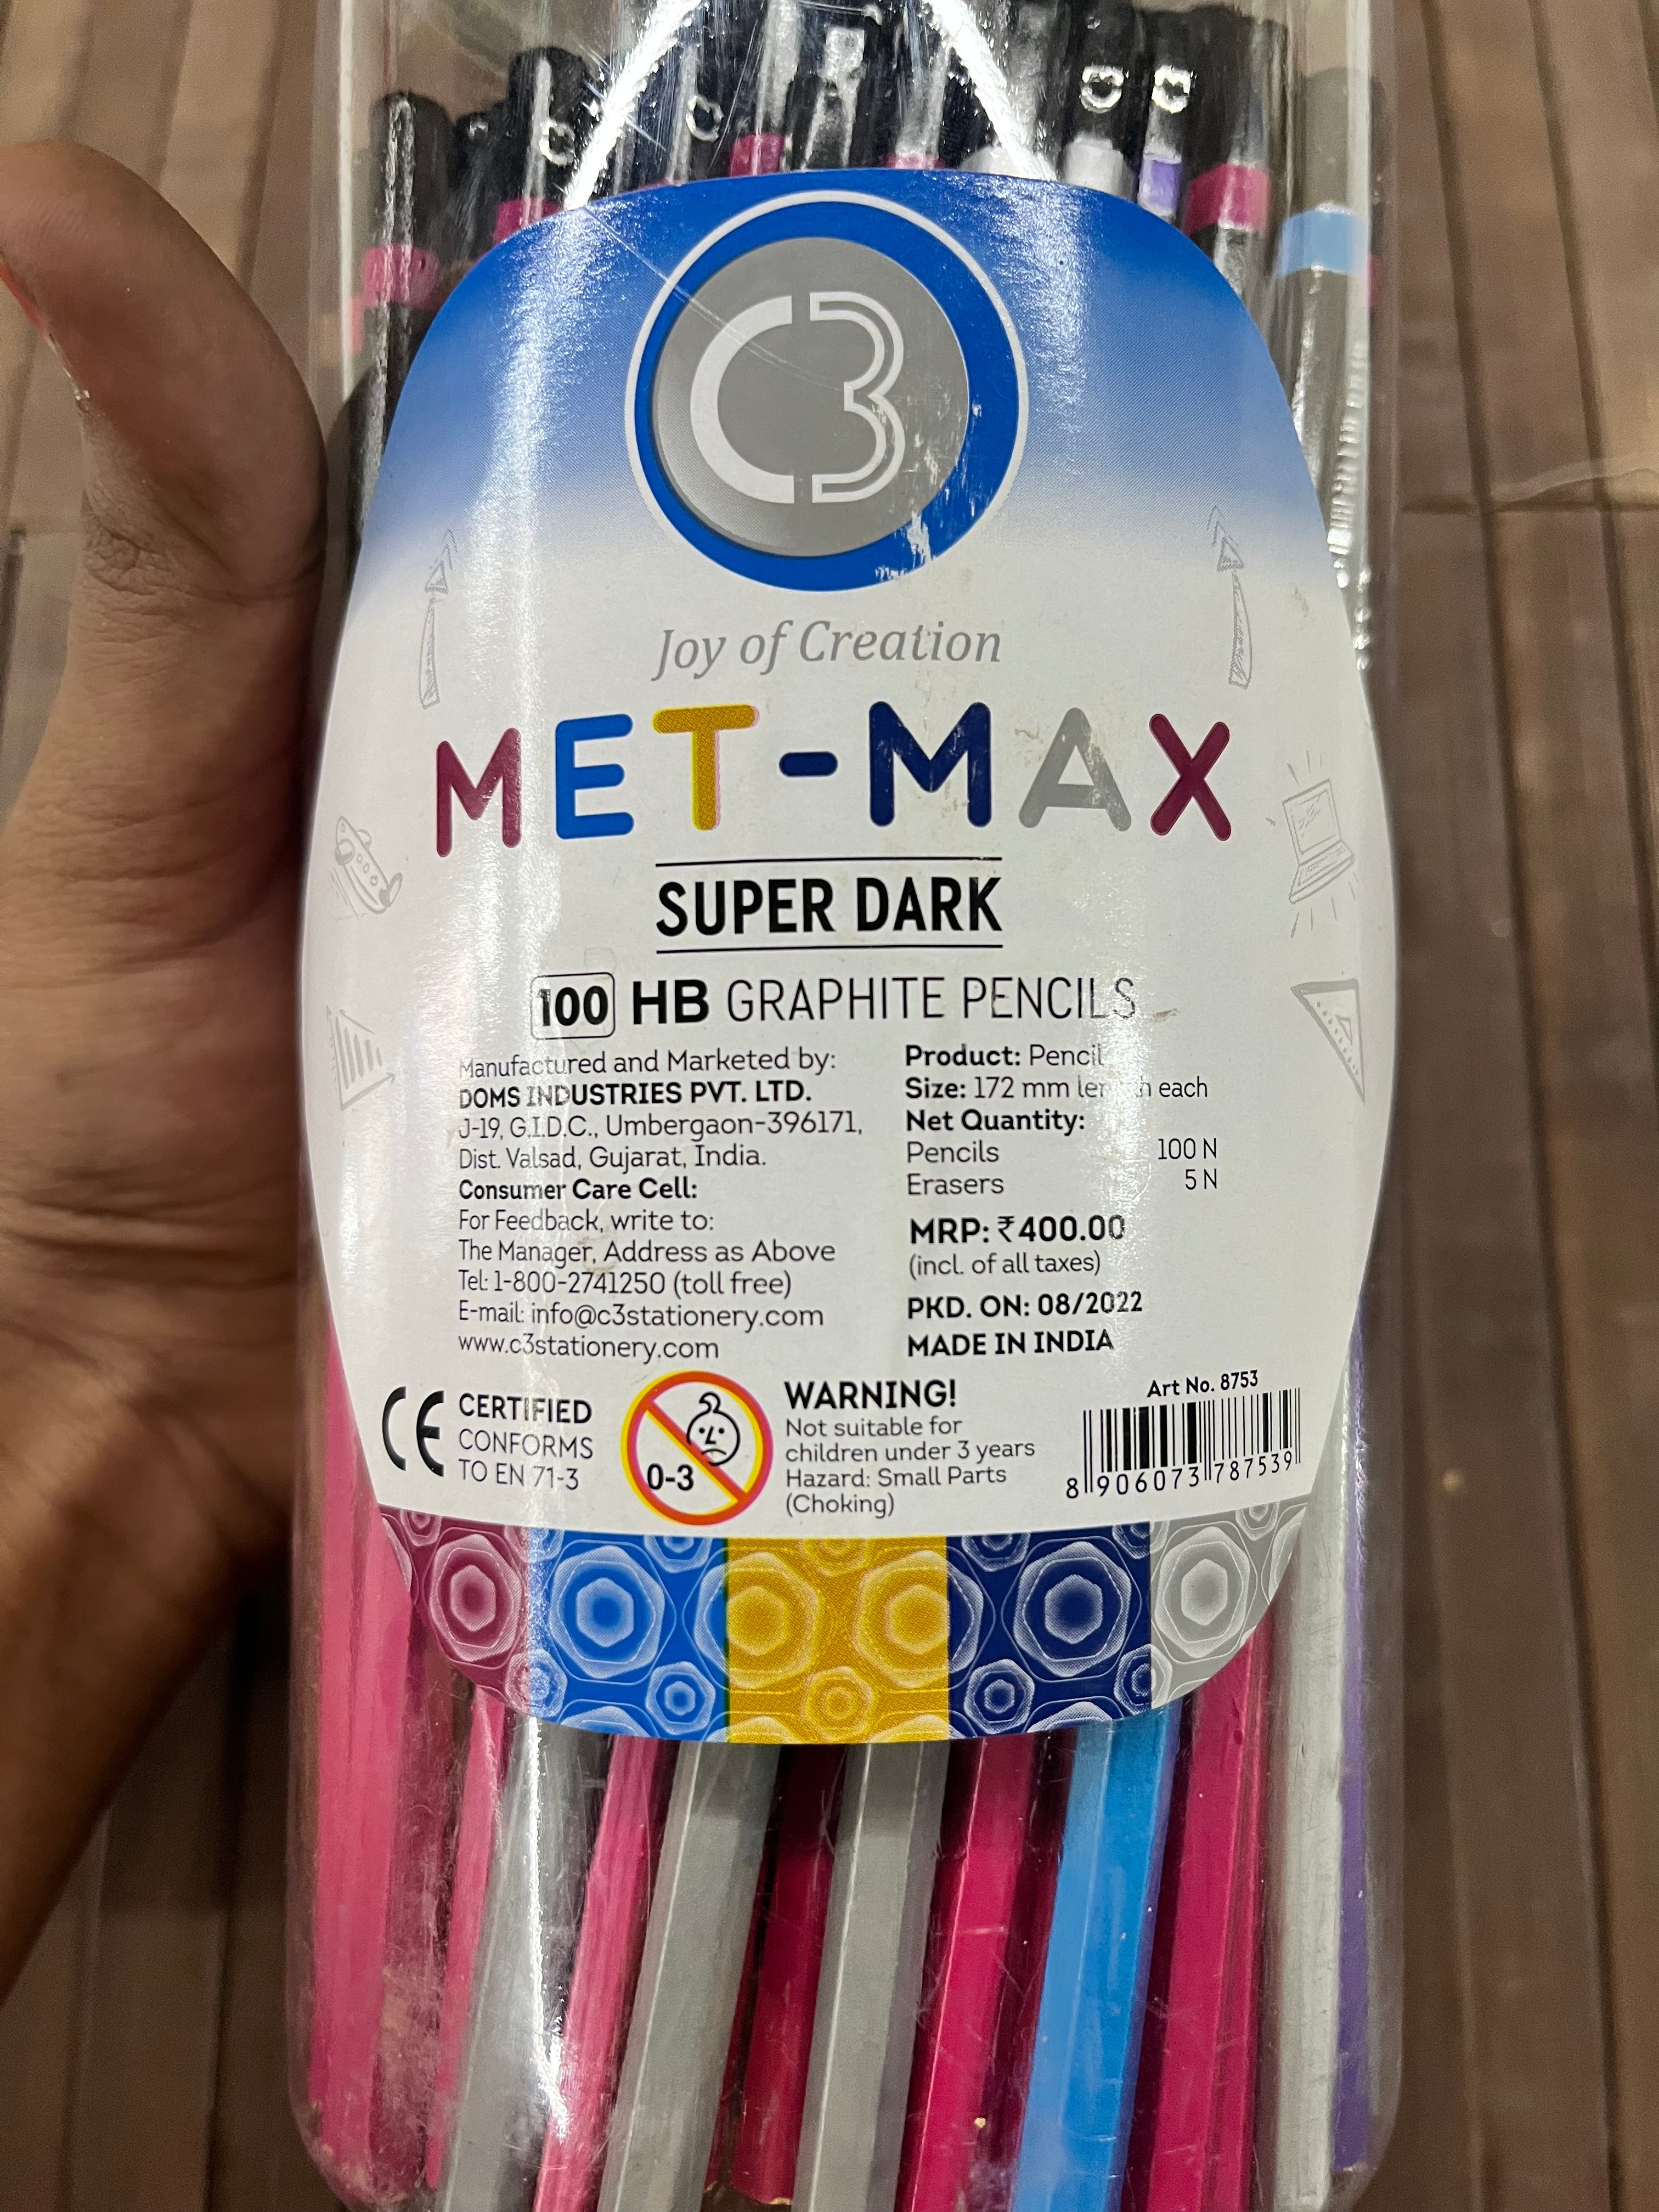 C3
Joy of Creation
MET-MAX
SUPER DARK
100 HB GRAPHITE PENCILS
Manufactured and Marketed by:
DOMS INDUSTRIES PVT. LTD.
J-19, G.I.D.C., Umbergaon-396171,
Dist. Valsad, Gujarat, India.
Consumer Care Cell:
For Feedback, write to:
The Manager, Address as Above
Tel: 1-800-2741250 (toll free)
E-mail: info@c3stationery.com
www.c3stationery.com
Product: Pencil
Size: 172 mm length each
Net Quantity:
Pencils 100 N
Erasers 5 N
MRP: ₹400.00
(incl. of all taxes)
PKD. ON: 08/2022
MADE IN INDIA
CE CERTIFIED
CONFORMS
TO EN 71-3
0-3
WARNING!
Not suitable for
children under 3 years
Hazard: Small Parts
(Choking)
Art No. 8753
8 906073 787539